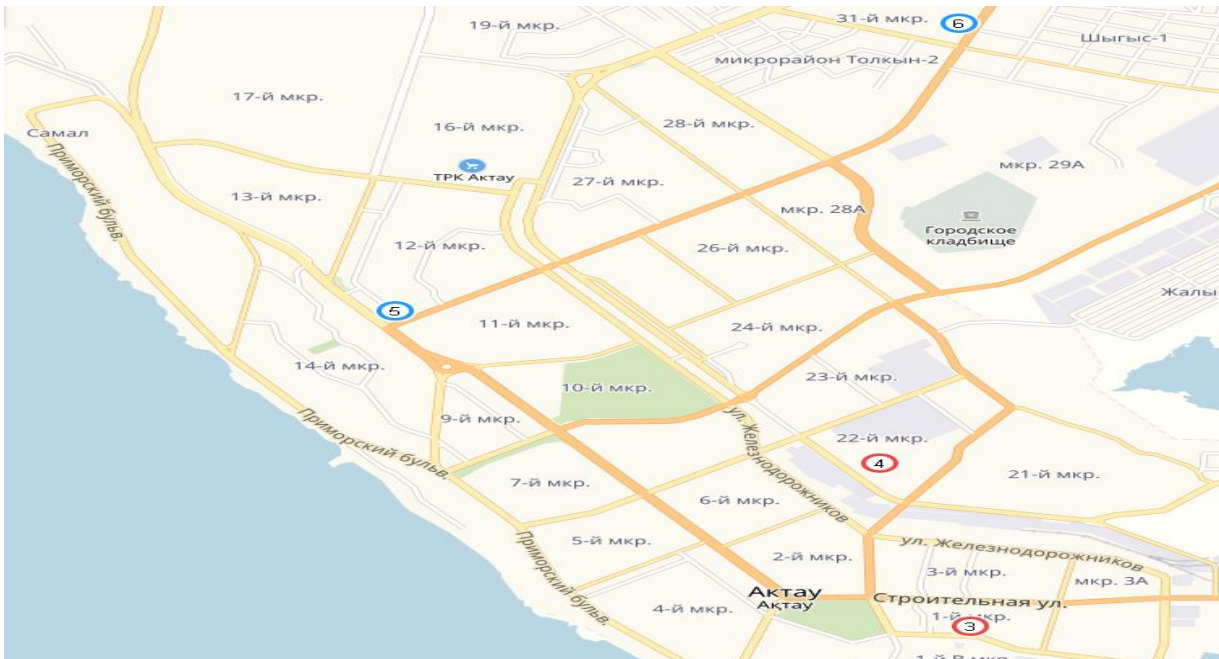 19-й мкр.
31-й мкр.
6
Шыгыс-1
микрорайон Толкын-2
17-й мкр.
16-й мкр.
28-й мкр.
Самал
ТРК Актау
мкр. 29А
27-й мкр.
13-й мкр.
Приморский бульв.
мкр. 28А
Городское
кладбище
12-й мкр.
26-й мкр.
5
11-й мкр.
24-й мкр.
14-й мкр.
10-й мкр.
23-й мкр.
9-й мкр.
Приморский бульв.
ул. Железнодорожников
22-й мкр.
4
7-й мкр.
21-й мкр.
6-й мкр.
5-й мкр.
Приморский бульв.
ул. Железнодорожников
2-й мкр.
3-й мкр.
мкр. 3А
Актау
Ақтау
Строительная ул.
4-й мкр.
1-й мкр.
3